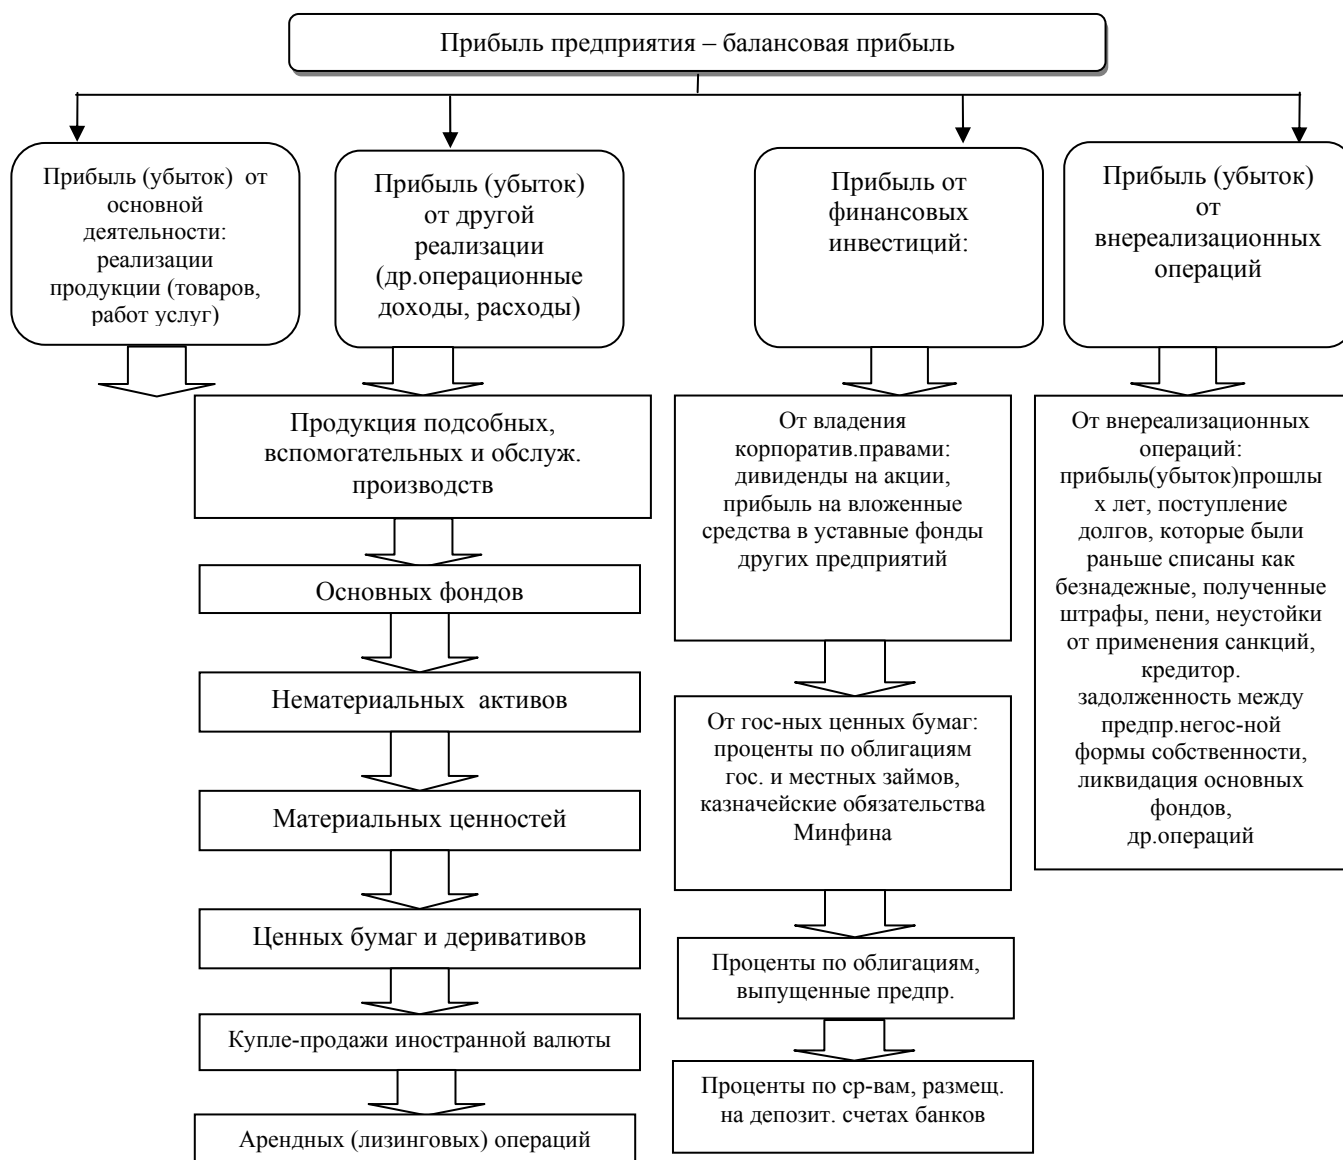 Прибыль предприятия – балансовая прибыль
Прибыль (убыток) от
основной
деятельности:
реализации
продукции (товаров,
работ услуг)
Прибыль (убыток)
от другой
реализации
(др.операционные
доходы, расходы)
Прибыль от
финансовых
инвестиций:
Прибыль (убыток)
от
внереализационных
операций
Продукция подсобных,
вспомогательных и обслуж.
производств
Основных фондов
Нематериальных активов
Материальных ценностей
Ценных бумаг и деривативов
Купле-продажи иностранной валюты
Арендных (лизинговых) операций
От владения
корпоратив.правами:
дивиденды на акции,
прибыль на вложенные
средства в уставные фонды
других предприятий
От гос-ных ценных бумаг:
проценты по облигациям
гос. и местных займов,
казначейские обязательства
Минфина
Проценты по облигациям,
выпущенные предпр.
Проценты по ср-вам, размещ.
на депозит. счетах банков
От внереализационных
операций:
прибыль(убыток)прошлы
х лет, поступление
долгов, которые были
раньше списаны как
безнадежные, полученные
штрафы, пени, неустойки
от применения санкций,
кредитор.
задолженность между
предпр.негос-ной
формы собственности,
ликвидация основных
фондов,
др.операций